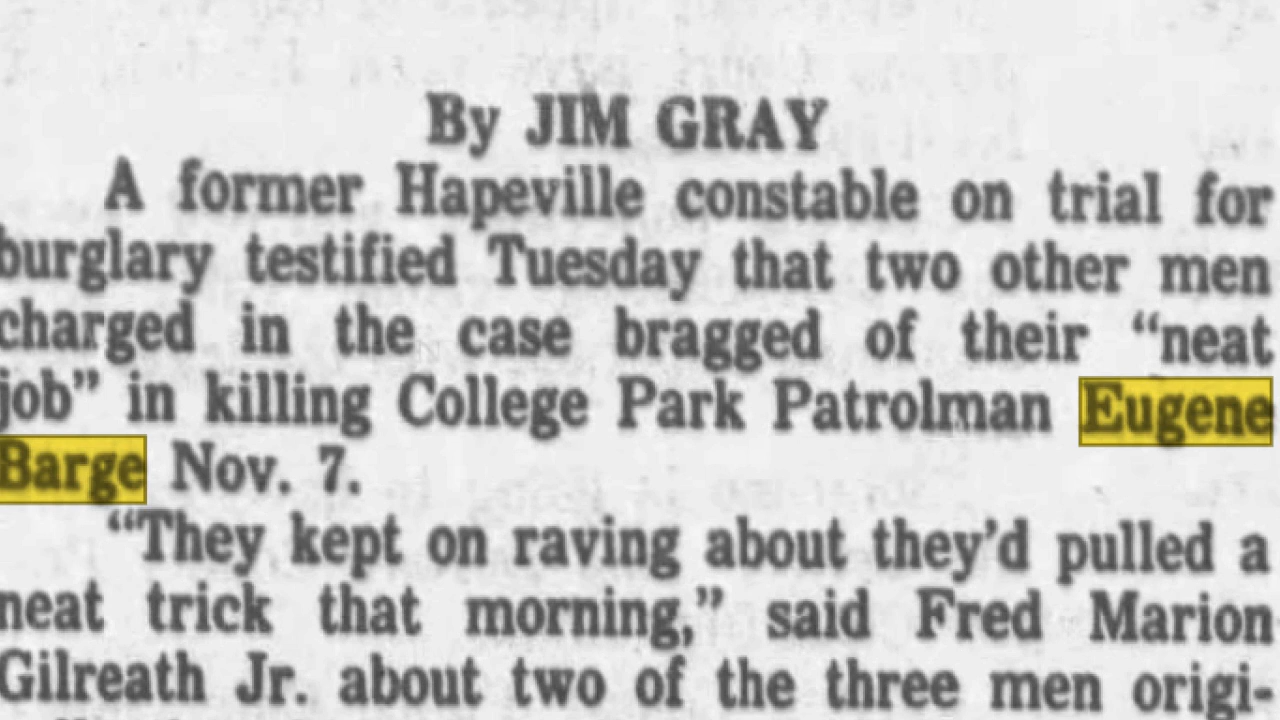 By JIM GRAY
A former Hapeville constable on trial for
burglary testified Tuesday that two other men
charged in the case bragged of their “neat
job” in killing College Park Patrolman Eugene
Barge Nov. 7.
“They kept on raving about they’d pulled a
neat trick that morning,” said Fred Marion
Gilreath Jr. about two of the three men origi-